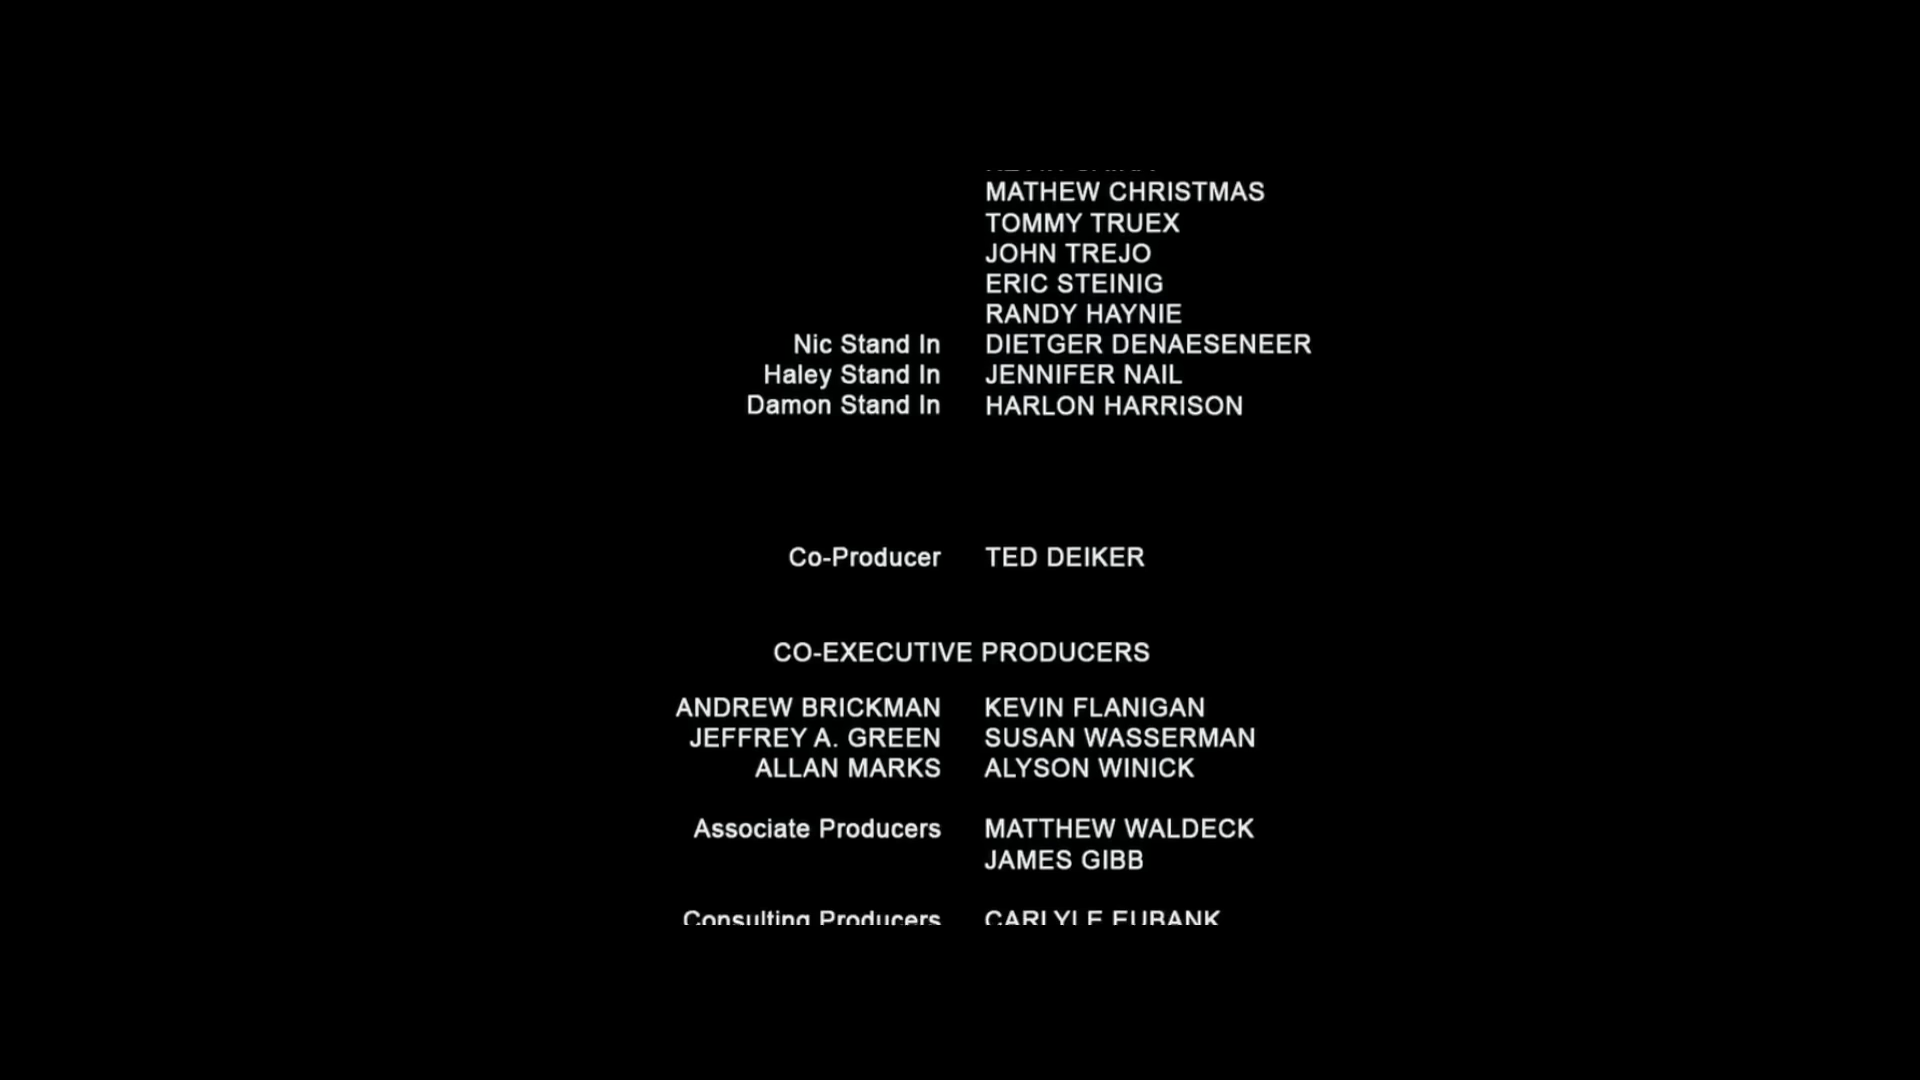 MATHEW CHRISTMAS
TOMMY TRUEX
JOHN TREJO
ERIC STEINIG
RANDY HAYNIE
Nic Stand In DIETGER DENAESENEER
Haley Stand In JENNIFER NAIL
Damon Stand In HARLON HARRISON
Co-Producer TED DEIKER
CO-EXECUTIVE PRODUCERS
ANDREW BRICKMAN KEVIN FLANIGAN
JEFFREY A. GREEN SUSAN WASSERMAN
ALLAN MARKS ALYSON WINICK
Associate Producers MATTHEW WALDECK
JAMES GIBB
Consulting Producers CARLYLE EUBANK